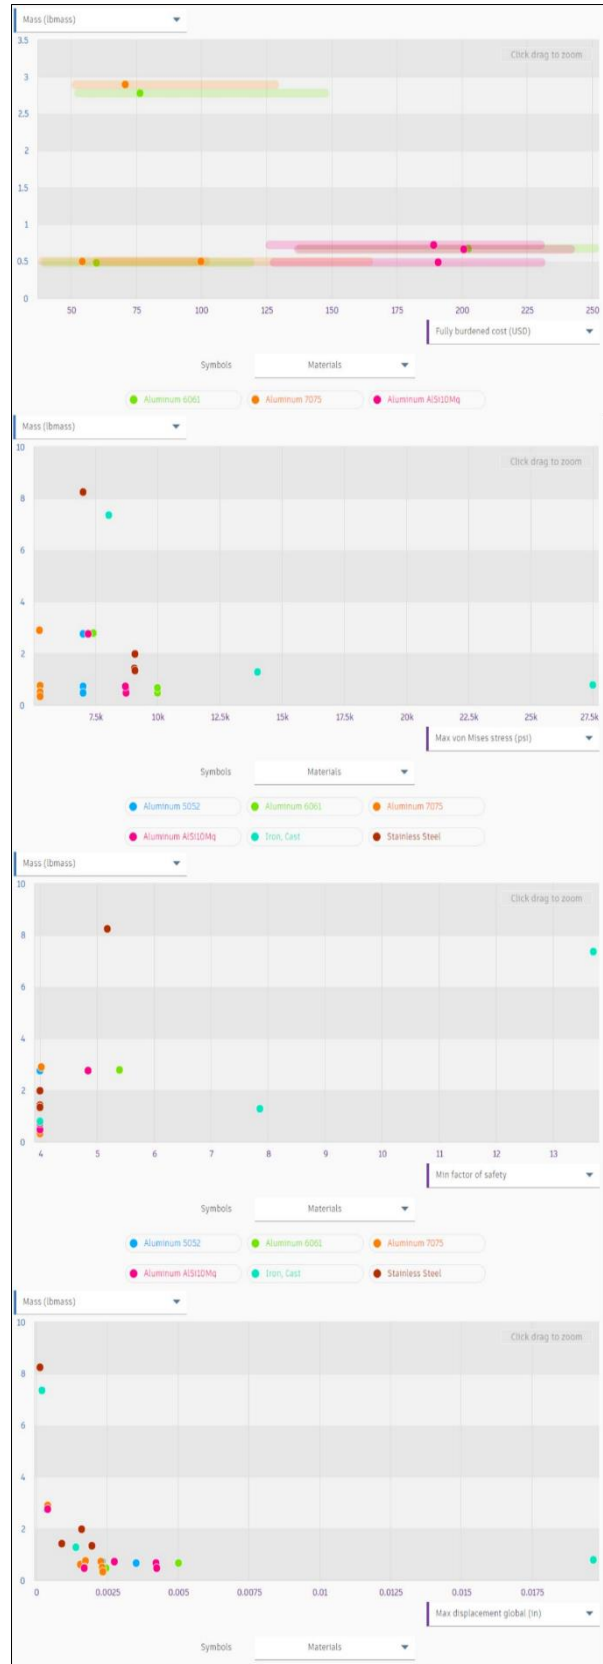 Mass (lbmass)
3.5
Click drag to zoom
3
2.5
2
1.5
1
0.5
0
50 75 100 125 150 175 200 225 250
Fully burdened cost (USD)
Symbols Materials
Aluminum 6061 Aluminum 7075 Aluminum AlSi10Mg
Mass (lbmass)
10
Click drag to zoom
8
6
4
2
0
7.5k 10k 12.5k 15k 17.5k 20k 22.5k 25k 27.5k
Max von Mises stress (psi)
Symbols Materials
Aluminum 5052 Aluminum 6061 Aluminum 7075
Aluminum AlSi10Mg Iron, Cast Stainless Steel
Mass (lbmass)
10
Click drag to zoom
8
6
4
2
0
4 5 6 7 8 9 10 11 12 13
Min factor of safety
Symbols Materials
Aluminum 5052 Aluminum 6061 Aluminum 7075
Aluminum AlSi10Mg Iron, Cast Stainless Steel
Mass (lbmass)
10
Click drag to zoom
8
6
4
2
0
0 0.0025 0.005 0.0075 0.01 0.0125 0.015 0.0175
Max displacement global (in)
Symbols Materials